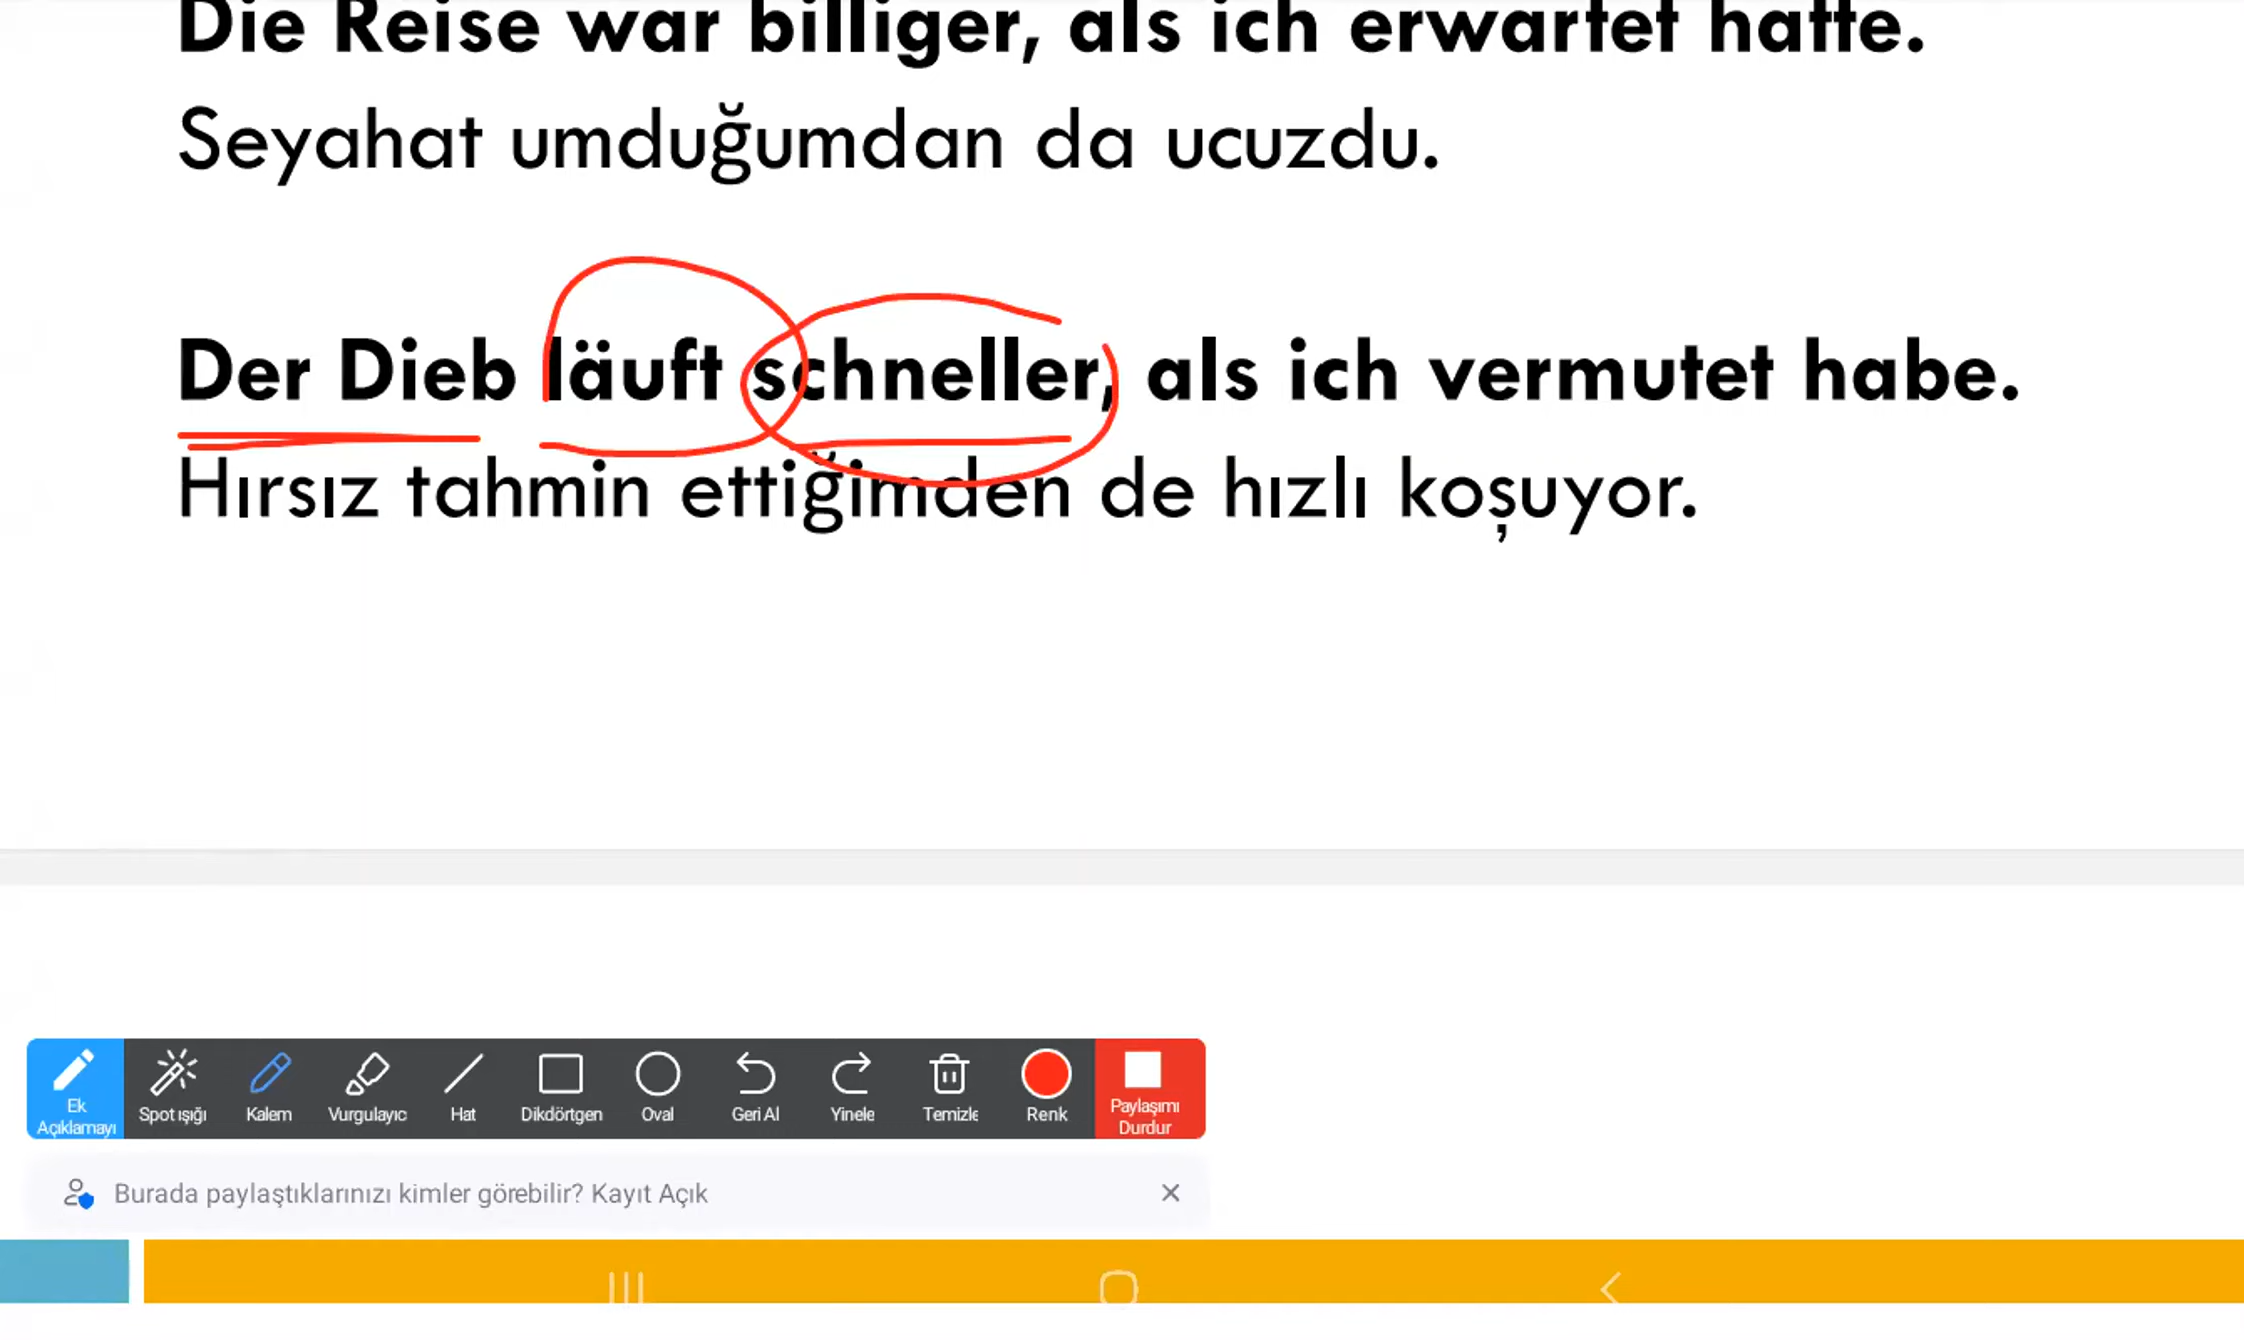 Die Reise war billiger, als ich erwartet hatte.
Seyahat umduğumdan da ucuzdu.
Der Dieb läuft schneller, als ich vermutet habe.
Hırsız tahmin ettiğimden de hızlı koşuyor.
Ek Açıklamayı
Spot ışığı
Kalem
Vurgulayıc
Hat
Dikdörtgen
Oval
Geri Al
Yinele
Temizle
Renk
Paylaşımı Durdur
Burada paylaştıklarınızı kimler görebilir? Kayıt Açık